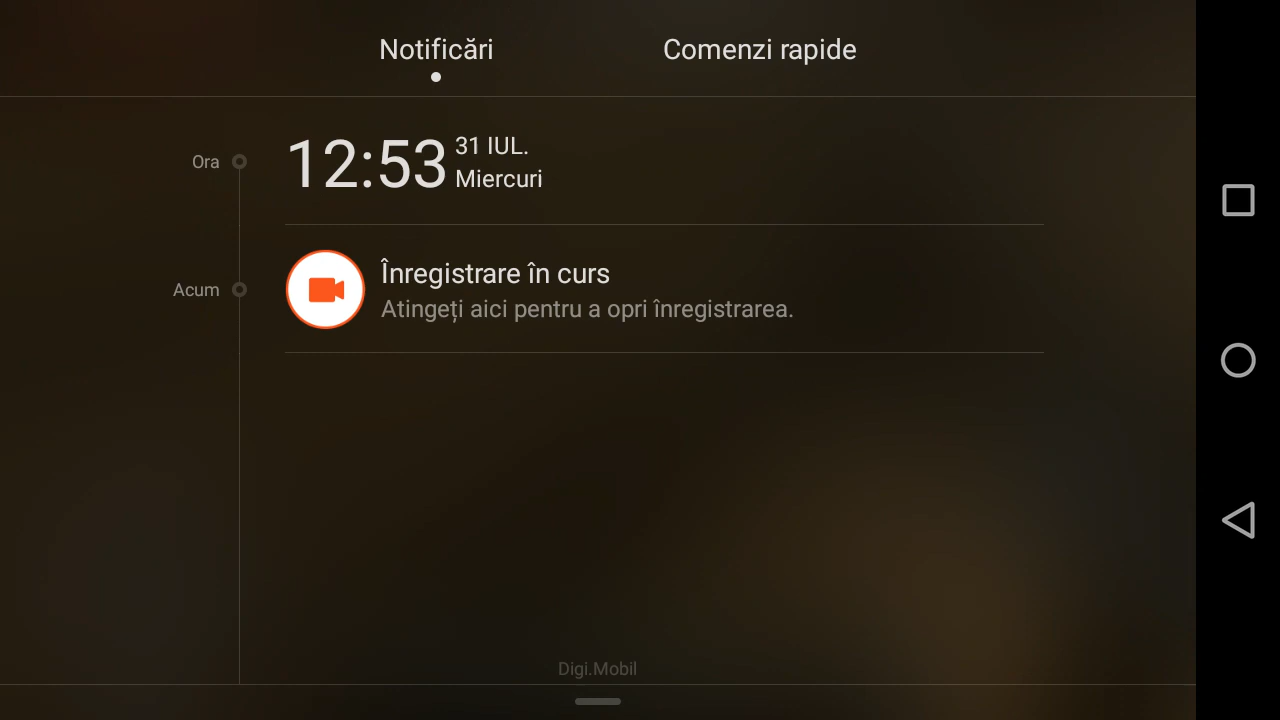 Notificări
Comenzi rapide
Ora
12:53
31 IUL.
Miercuri
Acum
Înregistrare în curs
Atingeți aici pentru a opri înregistrarea.
Digi.Mobil